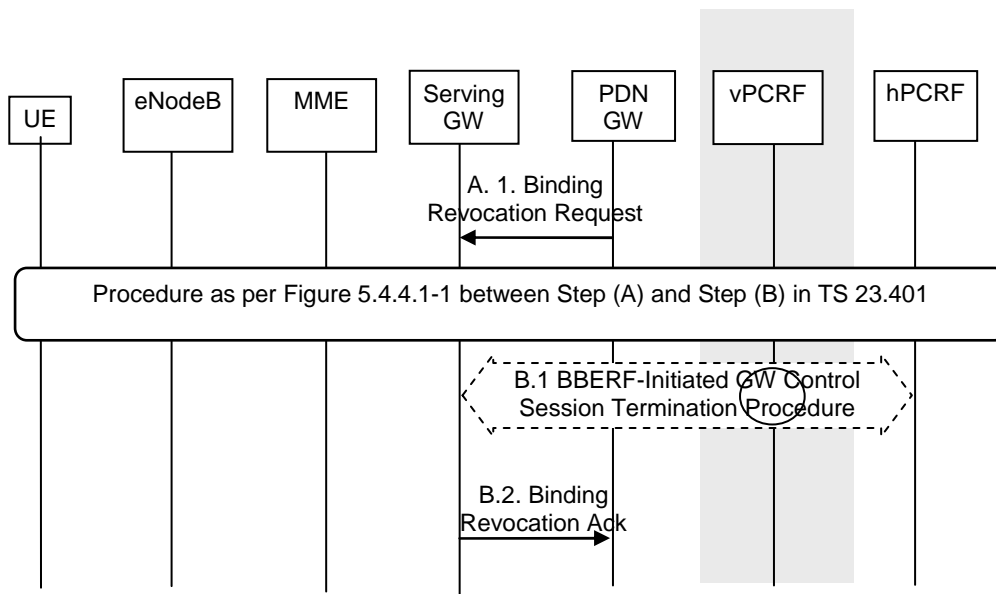 UE
eNodeB
MME
Serving
GW
PDN
GW
vPCRF
hPCRF
A. 1. Binding
Revocation Request
Procedure as per Figure 5.4.4.1-1 between Step (A) and Step (B) in TS 23.401
B.1 BBERF-Initiated GW Control
Session Termination Procedure
B.2. Binding
Revocation Ack